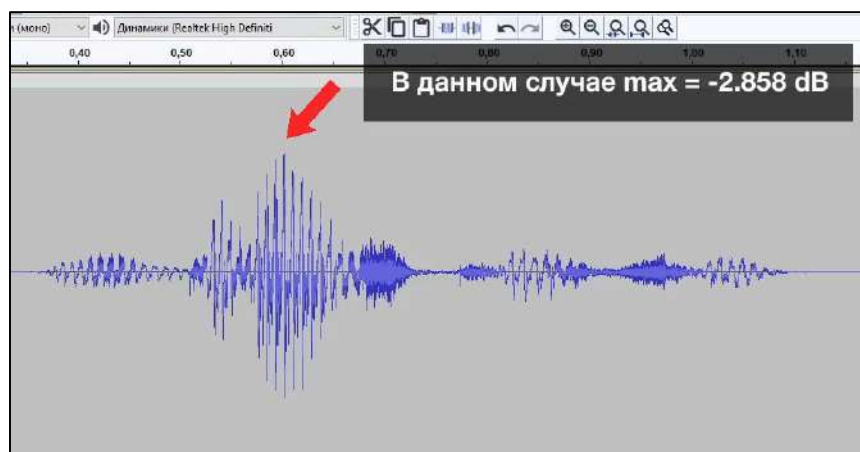 (моно) Динамики (Realtek High Definiti
0,40 0,50 0,60 0,70 0,80 0,90 1,00 1,10
В данном случае max = -2.858 dB